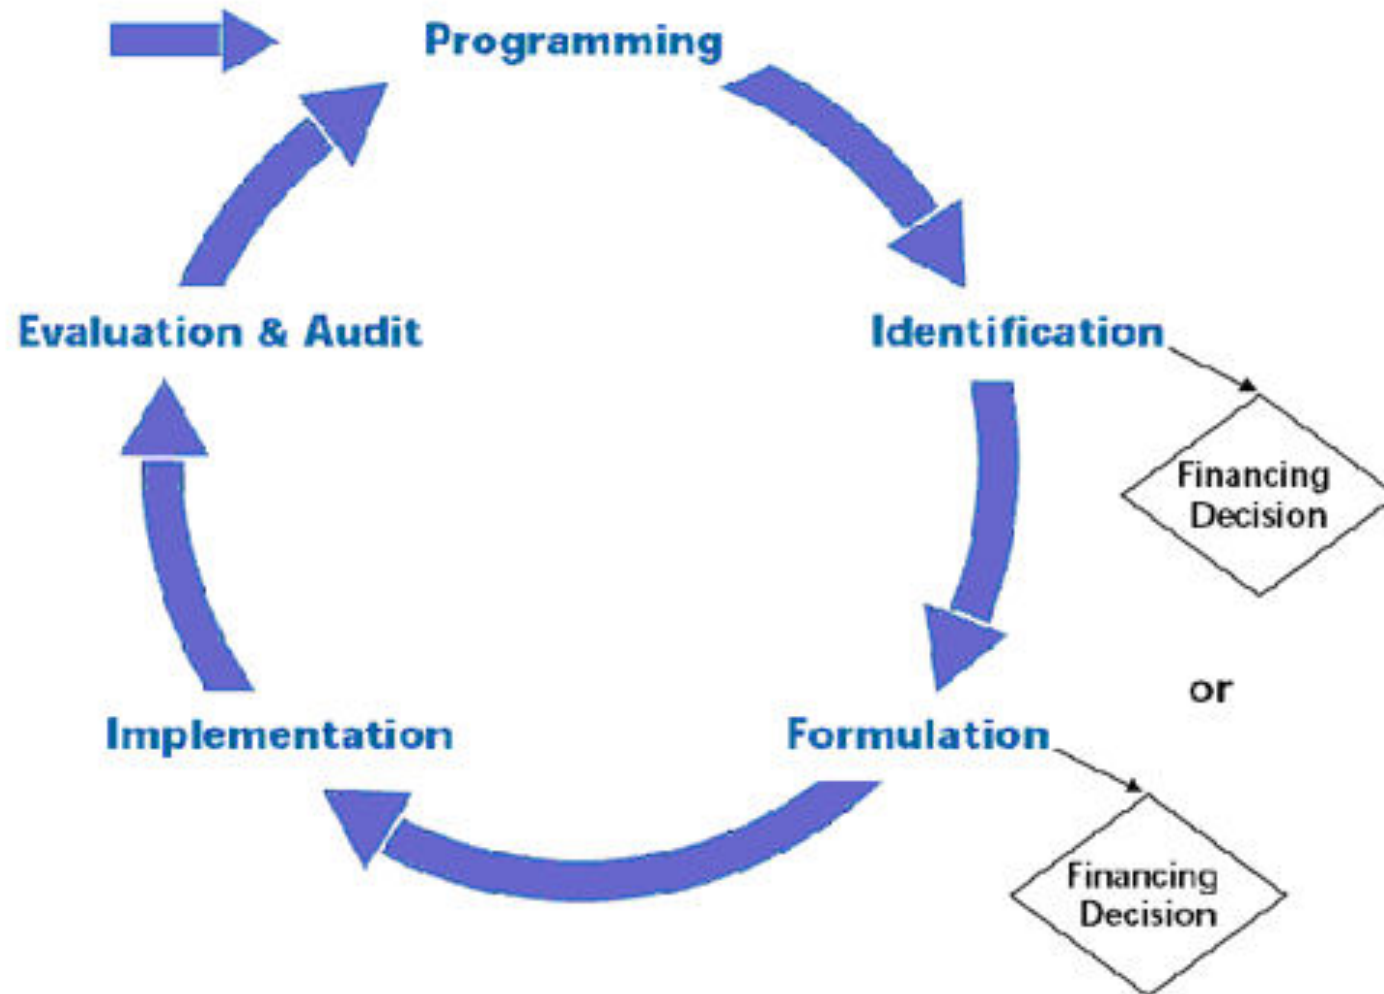 Programming
Evaluation & Audit
Identification
Financing
Decision
or
Implementation
Formulation
Financing
Decision